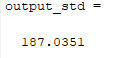 output_std =
187.0351